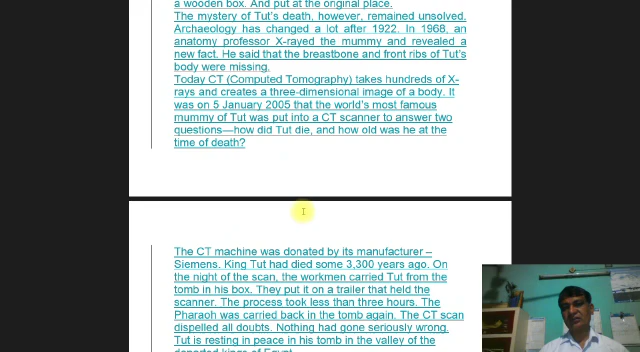 a wooden box. And put at the original place.
The mystery of Tut's death, however, remained unsolved.
Archaeology has changed a lot after 1922. In 1968, an
anatomy professor X-rayed the mummy and revealed a
new fact. He said that the breastbone and front ribs of Tut's
body were missing.
Today CT (Computed Tomography) takes hundreds of X-
rays and creates a three-dimensional image of a body. It
was on 5 January 2005 that the world's most famous
mummy of Tut was put into a CT scanner to answer two
questions—how did Tut die, and how old was he at the
time of death?
The CT machine was donated by its manufacturer –
Siemens. King Tut had died some 3,300 years ago. On
the night of the scan, the workmen carried Tut from the
tomb in his box. They put it on a trailer that held the
scanner. The process took less than three hours. The
Pharaoh was carried back in the tomb again. The CT scan
dispelled all doubts. Nothing had gone seriously wrong.
Tut is resting in peace in his tomb in the valley of the
departed kings of Egypt